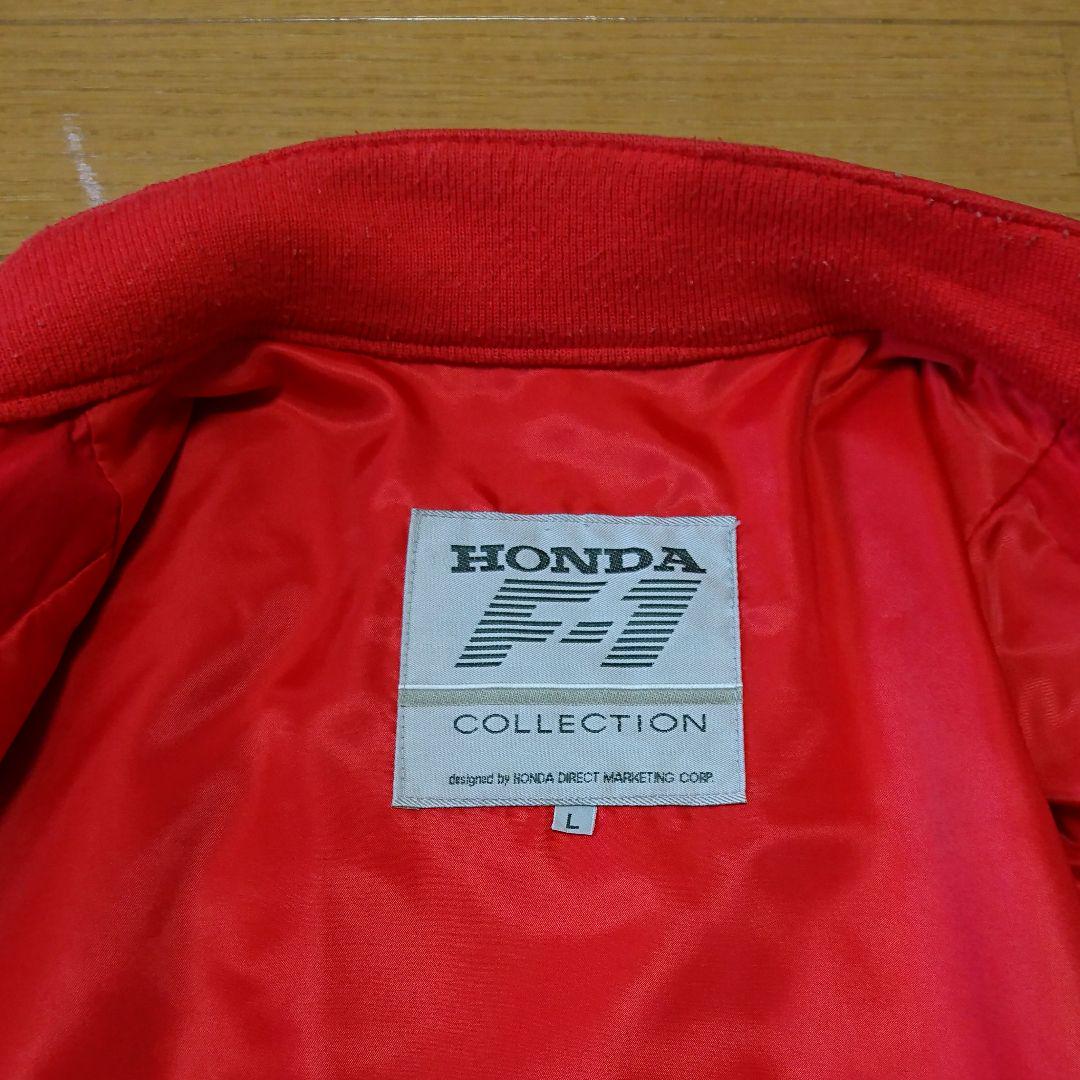 HONDA
F-1
COLLECTION
designed by HONDA DIRECT MARKETING CORP.
L